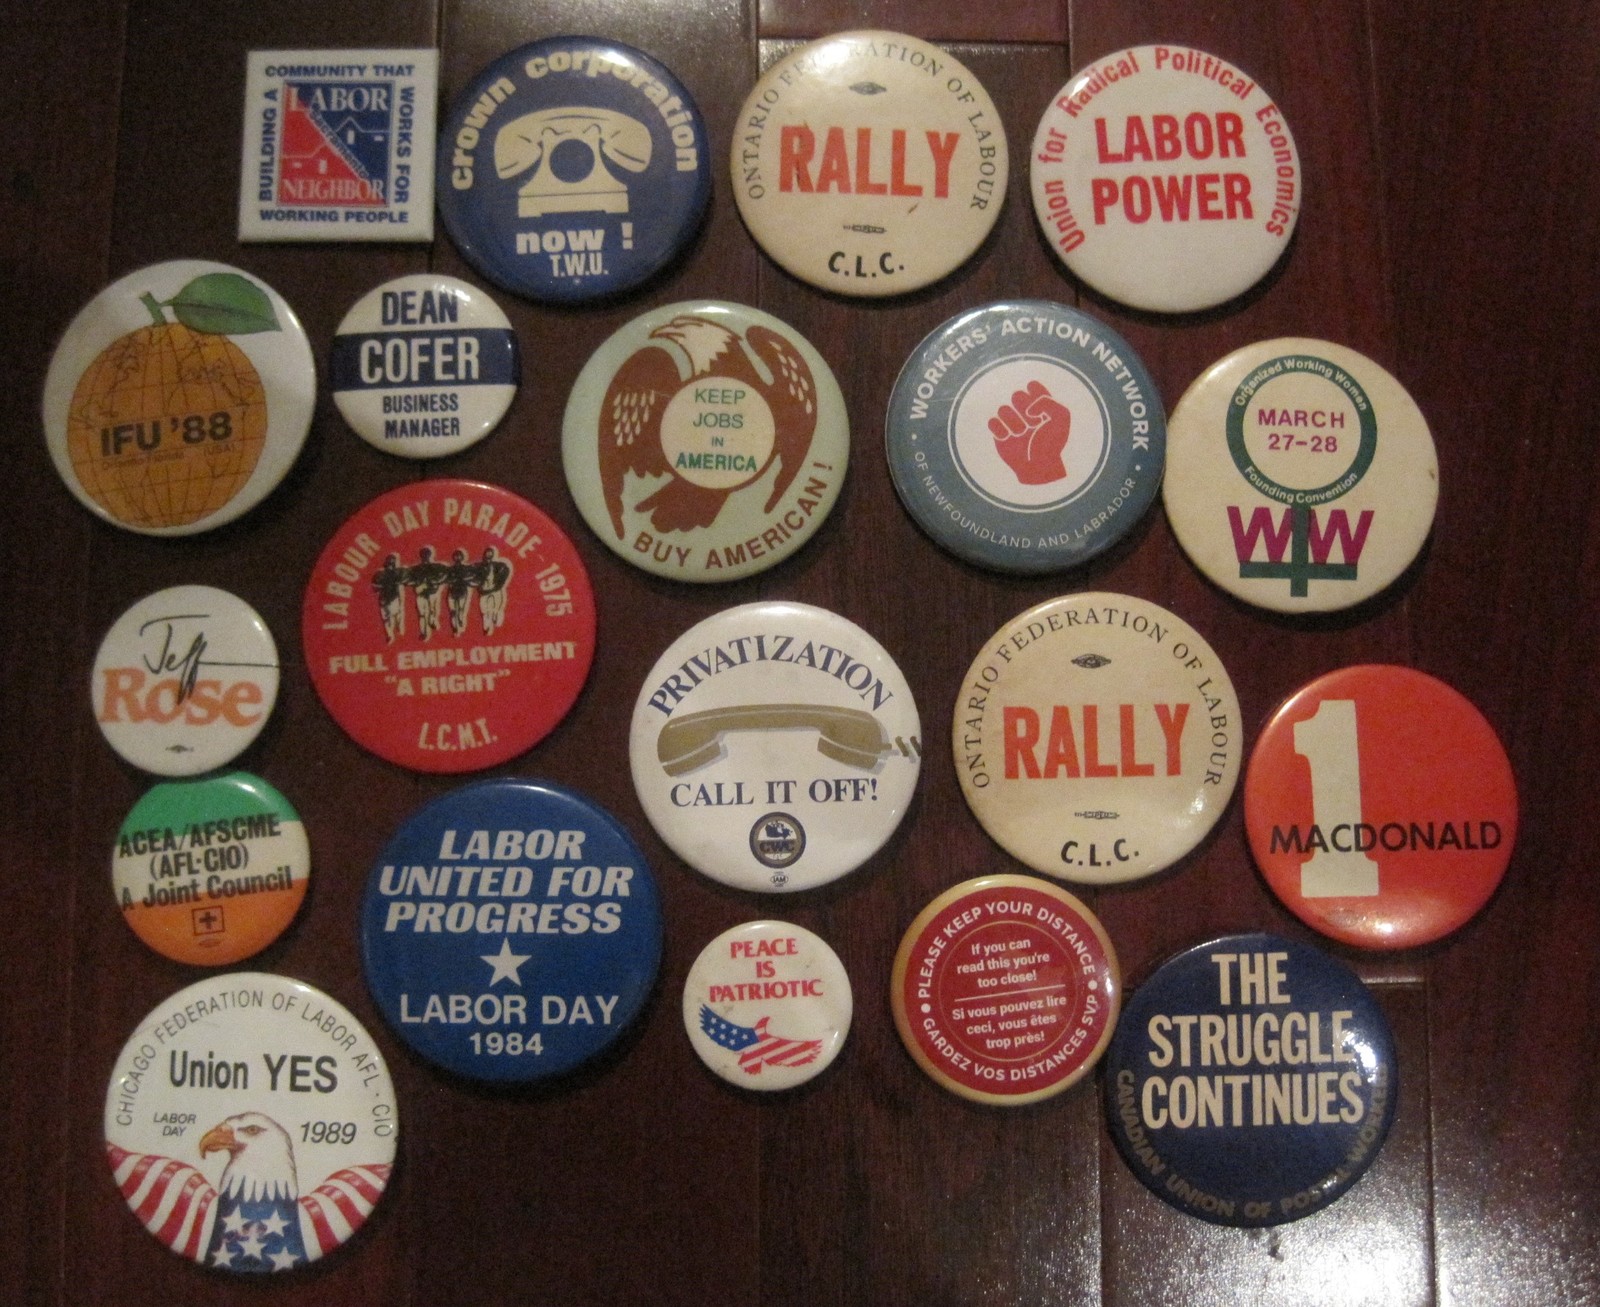 COMMUNITY THAT
BUILDING A
WORKS FOR
LABOR
Sacramento
NEIGHBOR
WORKING PEOPLE
crown corporation
now !
T.W.U.
ONTARIO FEDERATION OF LABOUR
RALLY
C.L.C.
Union for Radical Political Economics
LABOR
POWER
IFU '88
Orlando, Florida (USA)
DEAN
COFER
BUSINESS
MANAGER
KEEP
JOBS
IN
AMERICA
BUY AMERICAN!
WORKERS' ACTION NETWORK
• OF NEWFOUNDLAND AND LABRADOR •
Organized Working Women
MARCH
27-28
Founding Convention
WW
LABOUR DAY PARADE-1975
FULL EMPLOYMENT
"A RIGHT"
L.C.M.T.
Jeff
Rose
PRIVATIZATION
CALL IT OFF!
CWC
IAM
ONTARIO FEDERATION OF LABOUR
RALLY
C.L.C.
1
MACDONALD
ACEA/AFSCME
(AFL-CIO)
A Joint Council
LABOR
UNITED FOR
PROGRESS
LABOR DAY
1984
PEACE
IS
PATRIOTIC
PLEASE KEEP YOUR DISTANCE
If you can
read this you're
too close!
Si vous pouvez lire
ceci, vous êtes
trop près!
GARDEZ VOS DISTANCES SVP
THE
STRUGGLE
CONTINUES
CANADIAN UNION OF POSTAL WORKERS
CHICAGO FEDERATION OF LABOR AFL-CIO
Union YES
LABOR
DAY
1989